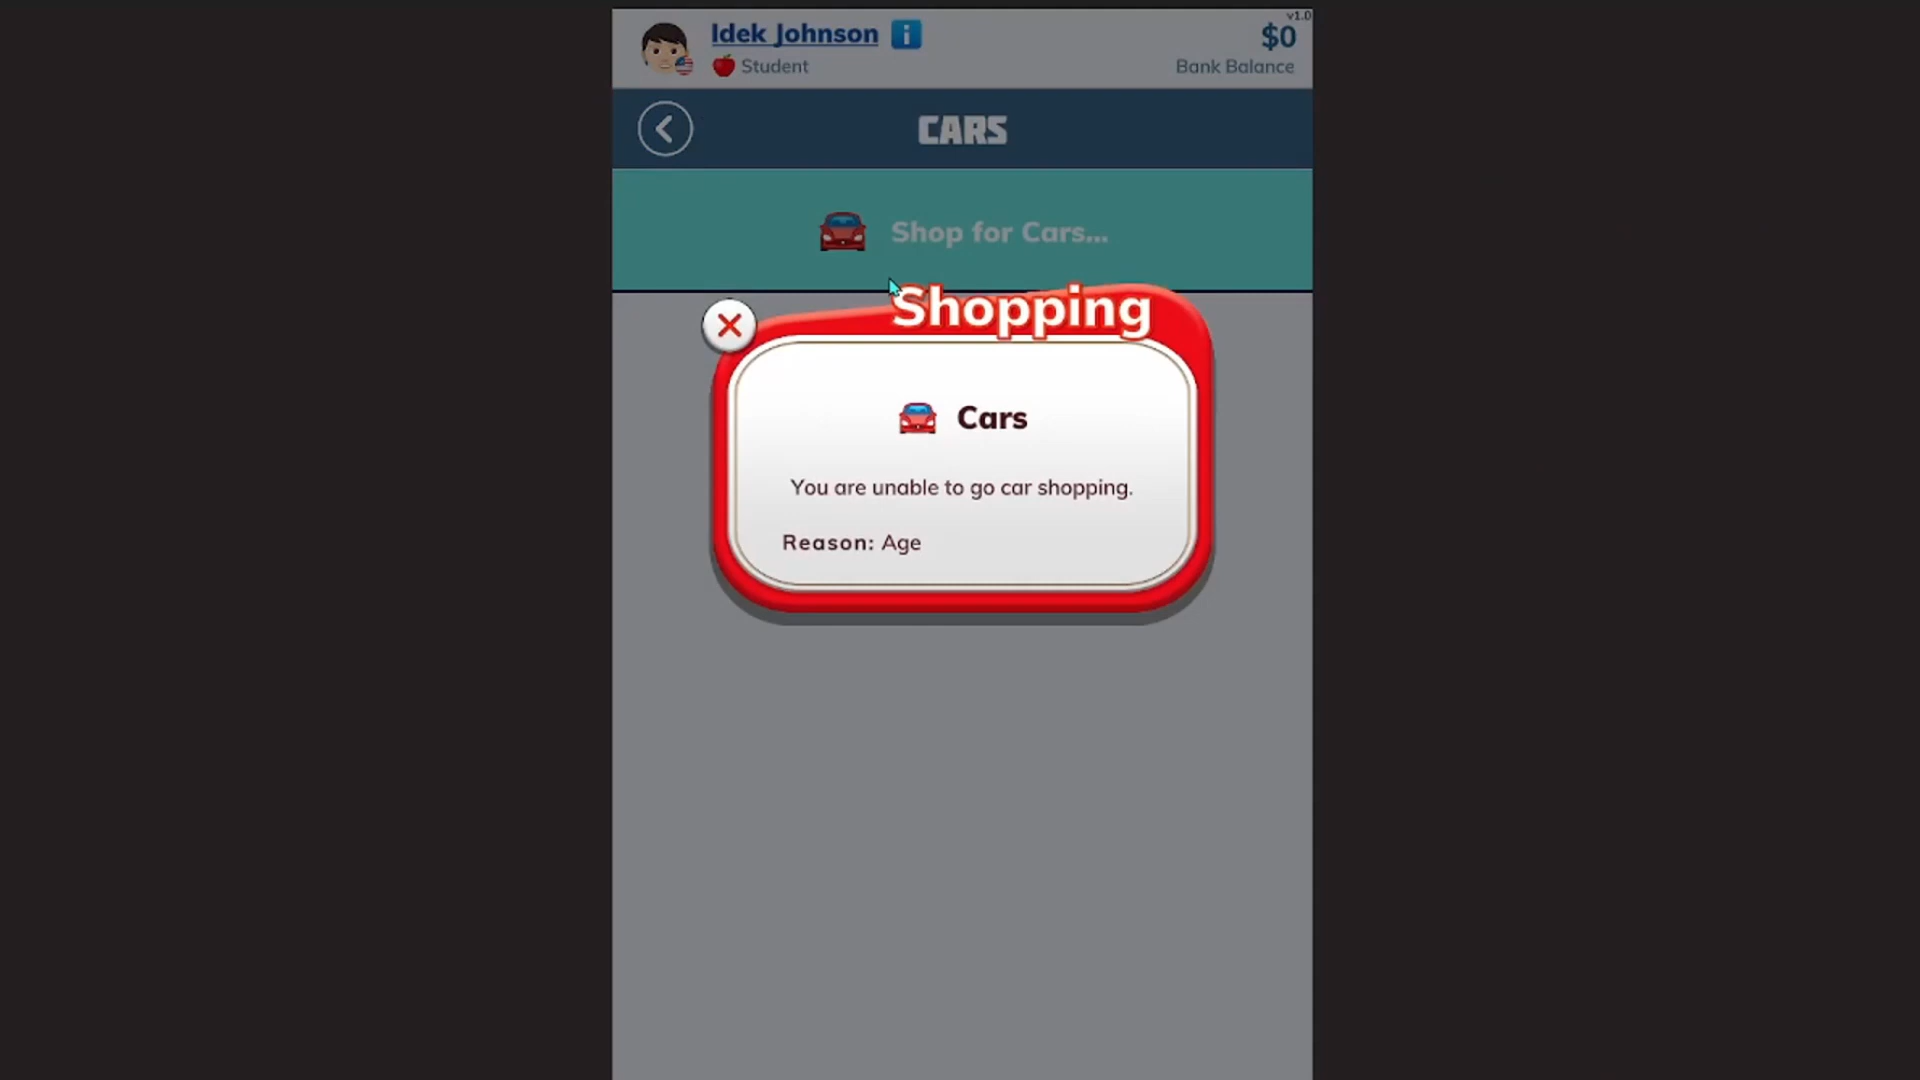 v1.0
Idek Johnson
$0
Student
Bank Balance
CARS
Shop for Cars...
Shopping
Cars
You are unable to go car shopping.
Reason: Age